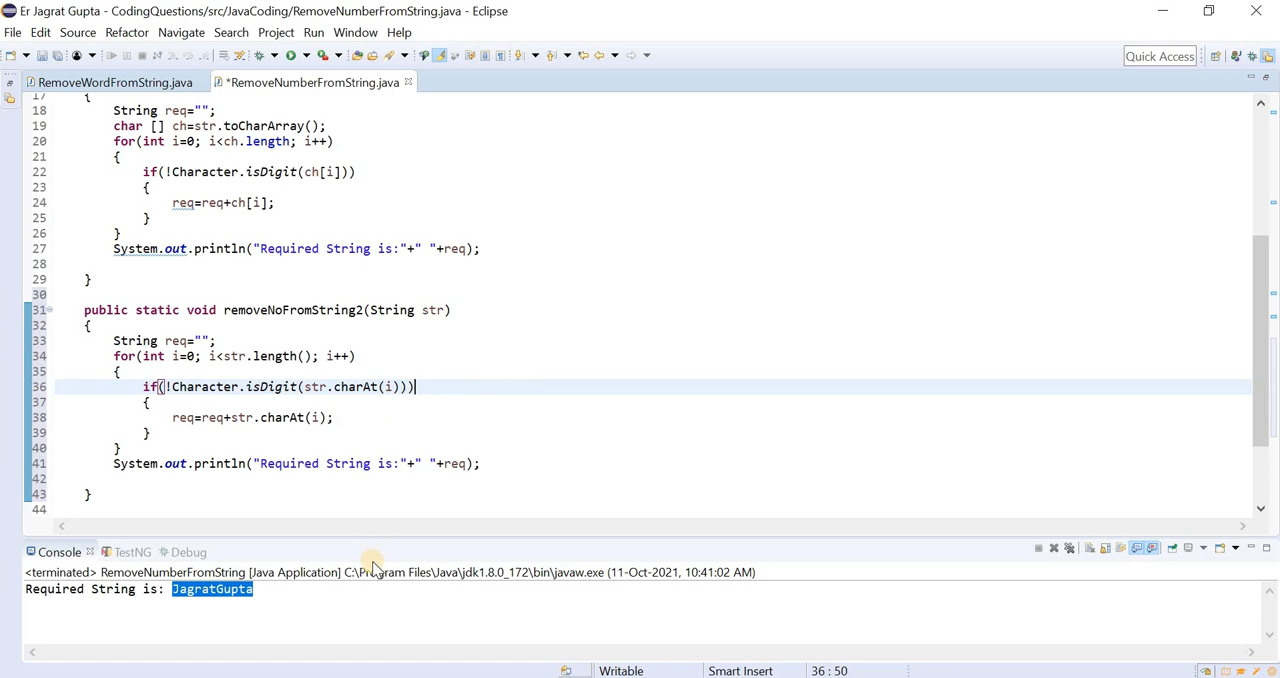 Er Jagrat Gupta - CodingQuestions/src/JavaCoding/RemoveNumberFromString.java - Eclipse
File Edit Source Refactor Navigate Search Project Run Window Help
Quick Access
RemoveWordFromString.java *RemoveNumberFromString.java
17 {
18 String req="";
19 char [] ch=str.toCharArray();
20 for(int i=0; i<ch.length; i++)
21 {
22 if(!Character.isDigit(ch[i]))
23 {
24 req=req+ch[i];
25 }
26 }
27 System.out.println("Required String is:"+" "+req);
28
29 }
30
31 public static void removeNoFromString2(String str)
32 {
33 String req="";
34 for(int i=0; i<str.length(); i++)
35 {
36 if(!Character.isDigit(str.charAt(i)))
37 {
38 req=req+str.charAt(i);
39 }
40 }
41 System.out.println("Required String is:"+" "+req);
42
43 }
44
Console TestNG Debug
<terminated> RemoveNumberFromString [Java Application] C:\Program Files\Java\jdk1.8.0_172\bin\javaw.exe (11-Oct-2021, 10:41:02 AM)
Required String is: JagratGupta
Writable Smart Insert 36 : 50